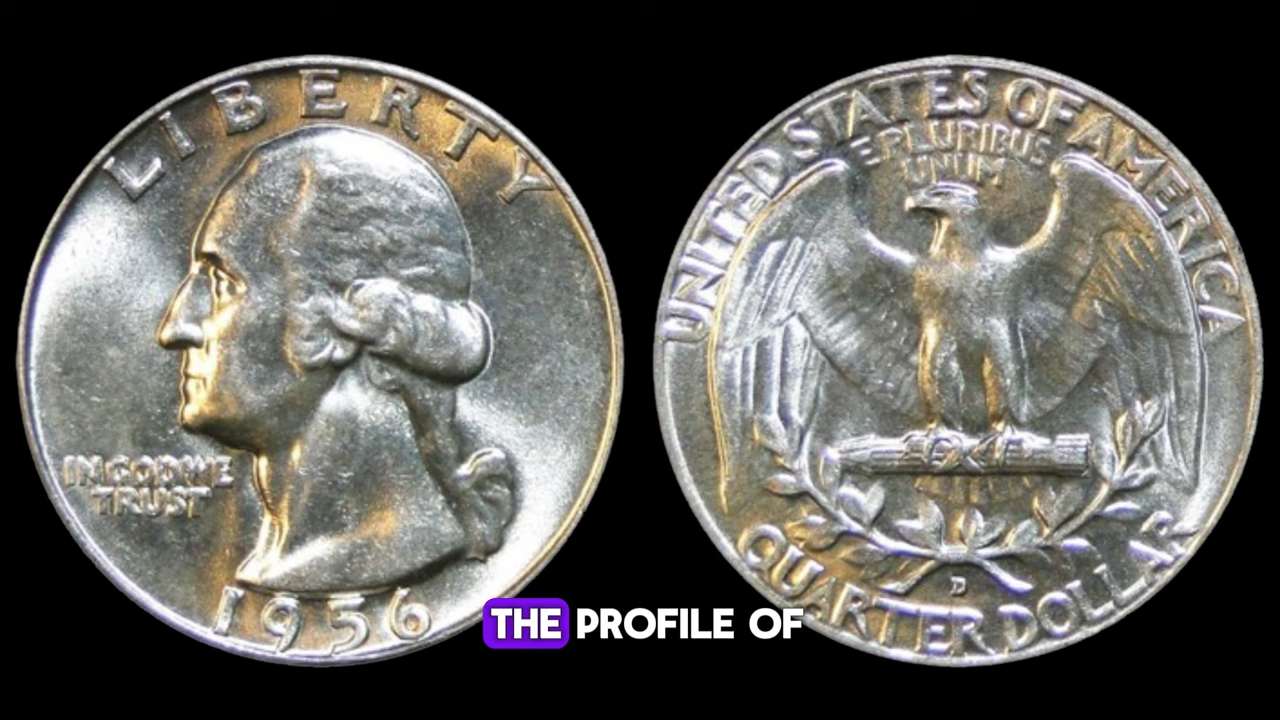 LIBERTY
IN GOD WE
TRUST
1956
UNITED STATES OF AMERICA
E PLURIBUS
UNUM
D
QUARTER DOLLAR
THE PROFILE OF